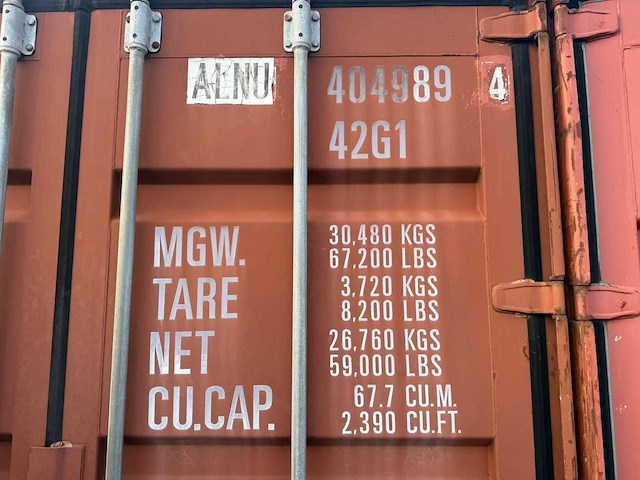 ALNU 404989 4
42G1
MGW. 30,480 KGS
67,200 LBS
TARE 3,720 KGS
8,200 LBS
NET 26,760 KGS
59,000 LBS
CU.CAP. 67.7 CU.M.
2,390 CU.FT.